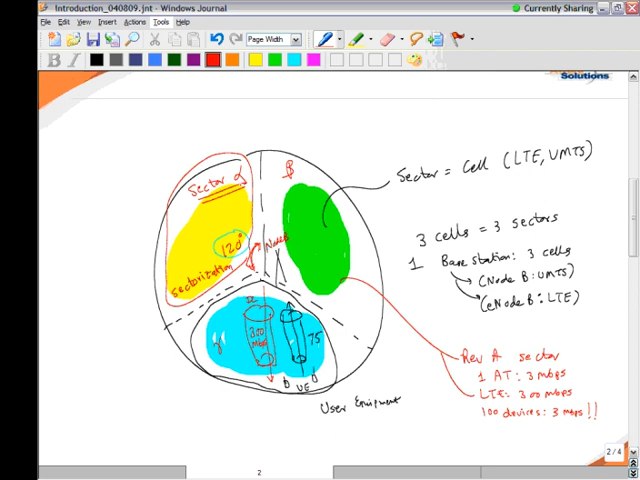 Introduction_040809.jnt - Windows Journal
Currently Sharing
File Edit View Insert Actions Tools Help
Page Width
B
Solutions
Sector α
β
120°
sectorization
NodeB
Sector = Cell (LTE, UMTS)
3 cells = 3 sectors
1 Base station: 3 cells
(Node B: UMTS)
(eNode B: LTE)
γ
300
mbps
75
UE
User Equipment
Rev A sector
1 AT: 3 mbps
LTE: 300 mbps
100 devices: 3 mbps!!
2/4
2